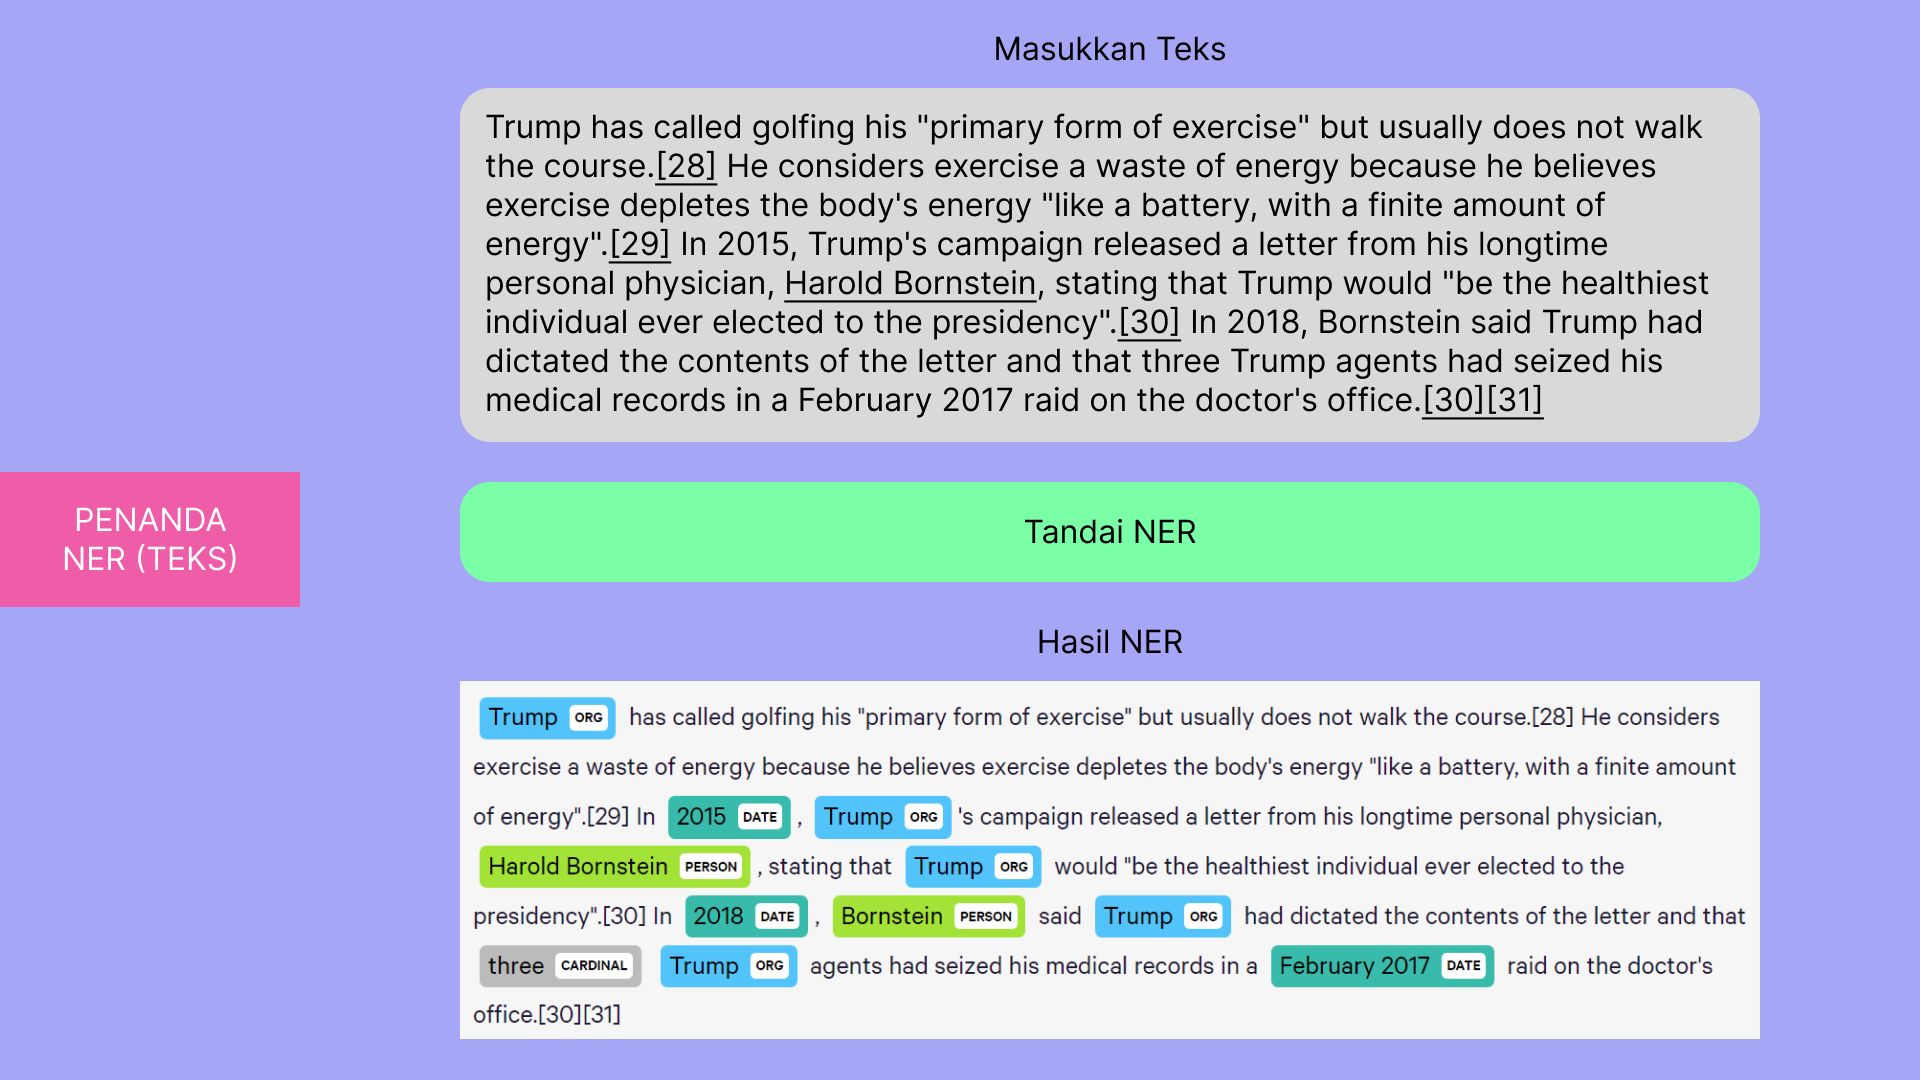 Masukkan Teks
Trump has called golfing his "primary form of exercise" but usually does not walk
the course.[28] He considers exercise a waste of energy because he believes
exercise depletes the body's energy "like a battery, with a finite amount of
energy".[29] In 2015, Trump's campaign released a letter from his longtime
personal physician, Harold Bornstein, stating that Trump would "be the healthiest
individual ever elected to the presidency".[30] In 2018, Bornstein said Trump had
dictated the contents of the letter and that three Trump agents had seized his
medical records in a February 2017 raid on the doctor's office.[30][31]
PENANDA
NER (TEKS)
Tandai NER
Hasil NER
Trump ORG has called golfing his "primary form of exercise" but usually does not walk the course.[28] He considers
exercise a waste of energy because he believes exercise depletes the body's energy "like a battery, with a finite amount
of energy".[29] In 2015 DATE , Trump ORG 's campaign released a letter from his longtime personal physician,
Harold Bornstein PERSON , stating that Trump ORG would "be the healthiest individual ever elected to the
presidency".[30] In 2018 DATE , Bornstein PERSON said Trump ORG had dictated the contents of the letter and that
three CARDINAL Trump ORG agents had seized his medical records in a February 2017 DATE raid on the doctor's
office.[30][31]